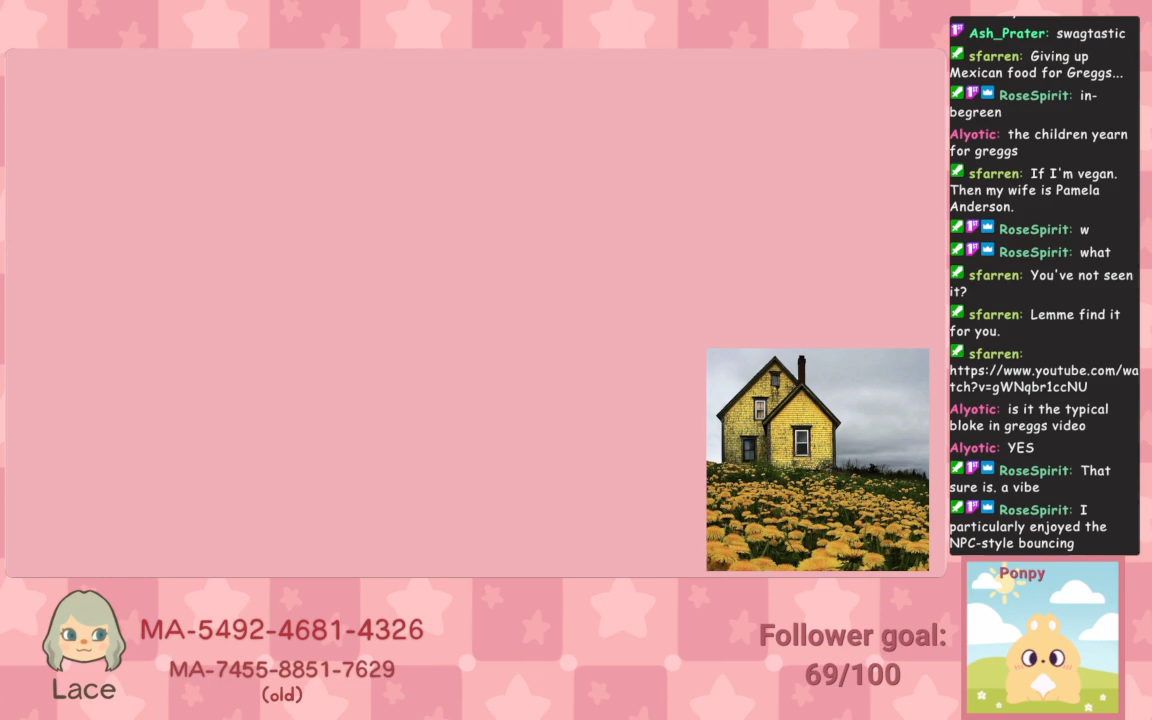 Ash_Prater: swagtastic
sfarren: Giving up
Mexican food for Greggs...
RoseSpirit: in-
begreen
Alyotic: the children yearn
for greggs
sfarren: If I'm vegan.
Then my wife is Pamela
Anderson.
RoseSpirit: w
RoseSpirit: what
sfarren: You've not seen
it?
sfarren: Lemme find it
for you.
sfarren:
https://www.youtube.com/wa
tch?v=gWNqbr1ccNU
Alyotic: is it the typical
bloke in greggs video
Alyotic: YES
RoseSpirit: That
sure is. a vibe
RoseSpirit: I
particularly enjoyed the
NPC-style bouncing
Ponpy
MA-5492-4681-4326
MA-7455-8851-7629
(old)
Lace
Follower goal:
69/100